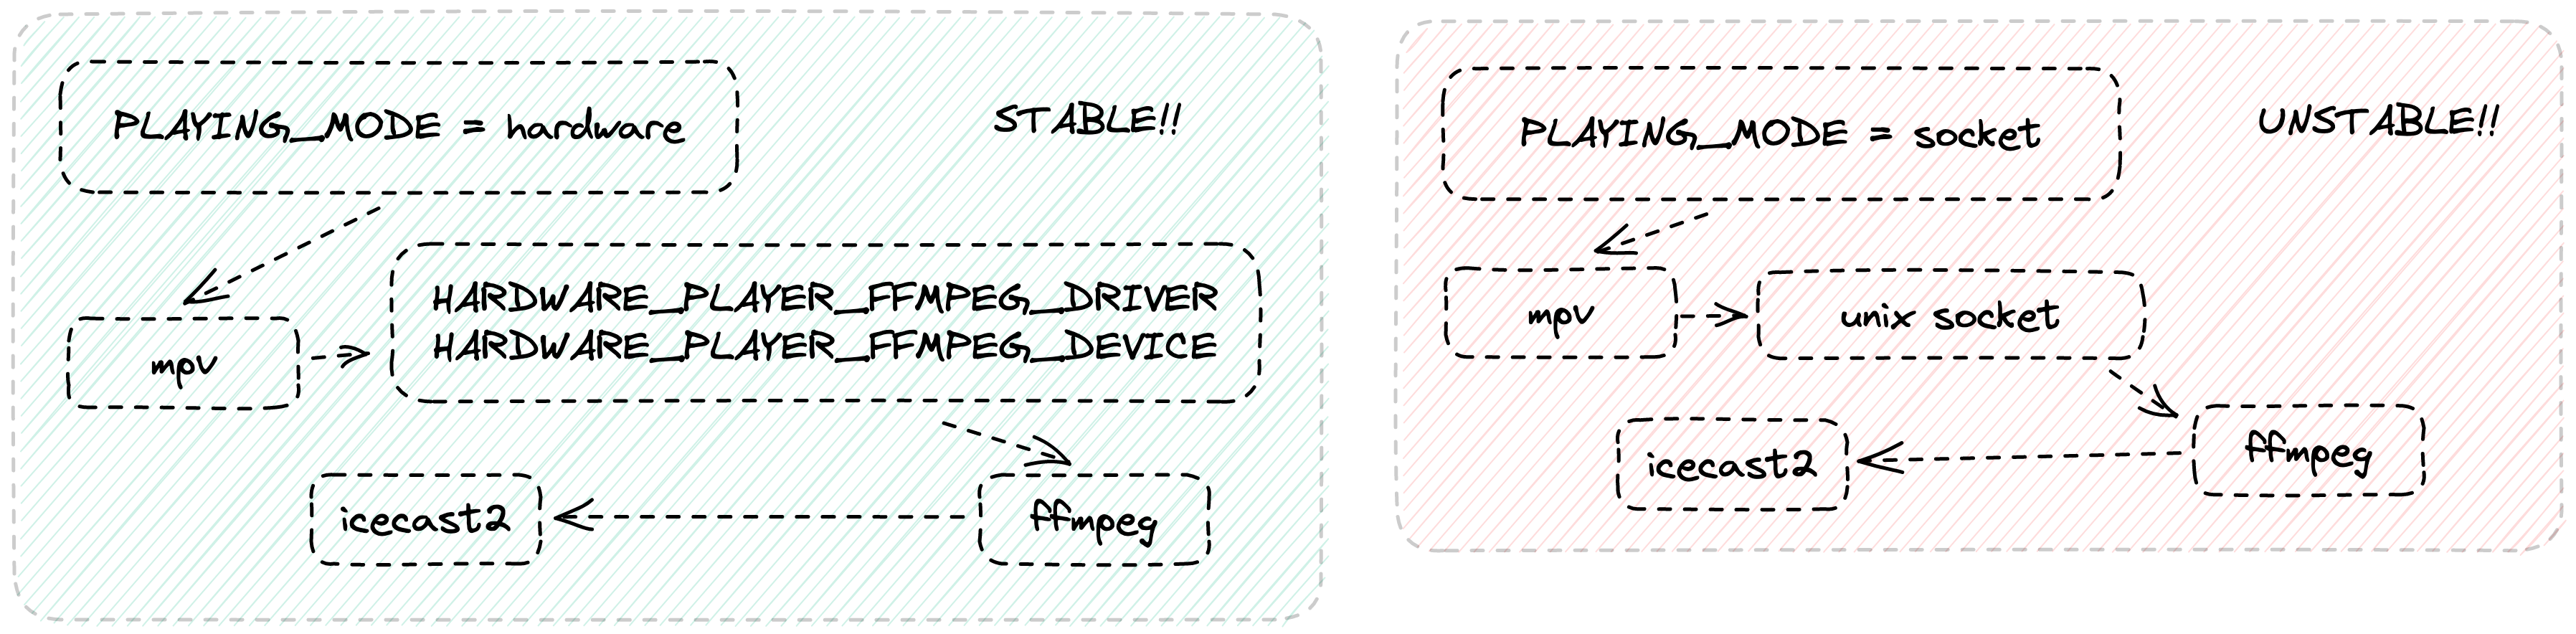 PLAYING_MODE = hardware
STABLE!!
HARDWARE_PLAYER_FFMPEG_DRIVER
HARDWARE_PLAYER_FFMPEG_DEVICE
mpv
icecast2
ffmpeg
PLAYING_MODE = socket
UNSTABLE!!
mpv
unix socket
icecast2
ffmpeg